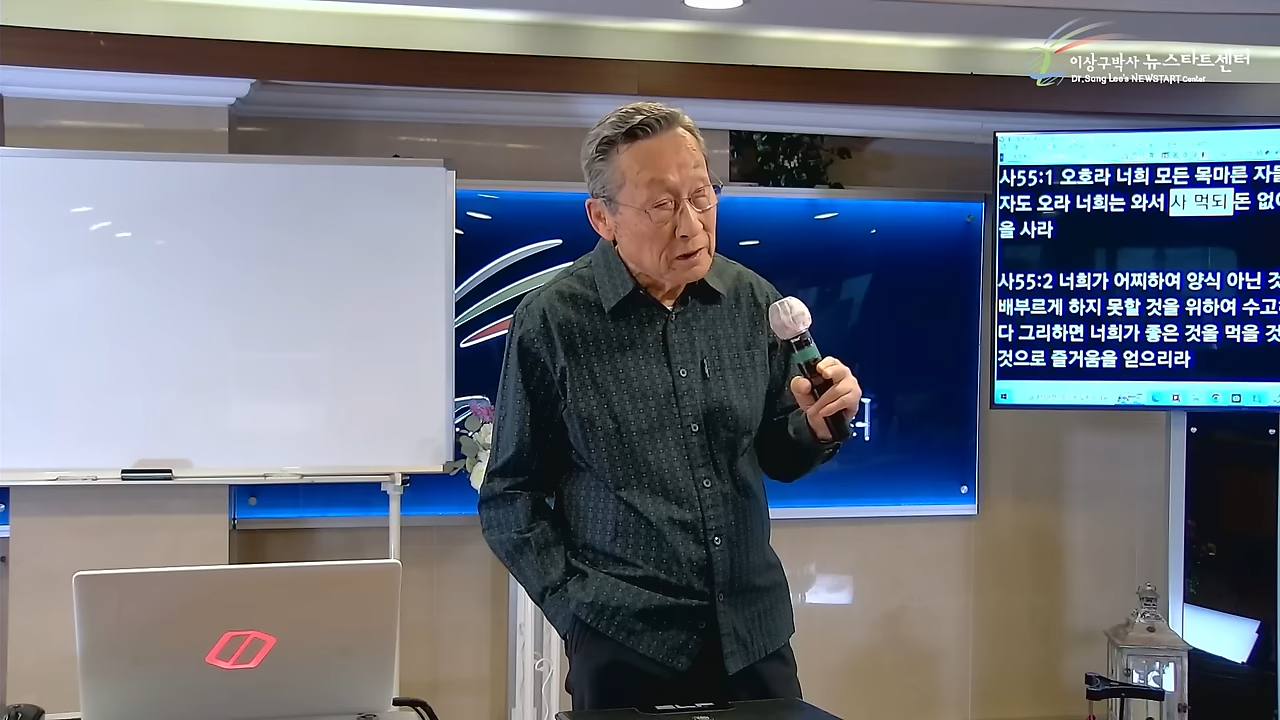 이상구박사 뉴스타트센터
Dr.Sang Lee's NEWSTART Center
사55:1 오호라 너희 모든 목마른 자들
자도 오라 너희는 와서 사 먹되 돈 없이
을 사라
사55:2 너희가 어찌하여 양식 아닌 것
배부르게 하지 못할 것을 위하여 수고
다 그리하면 너희가 좋은 것을 먹을 것
것으로 즐거움을 얻으리라
터